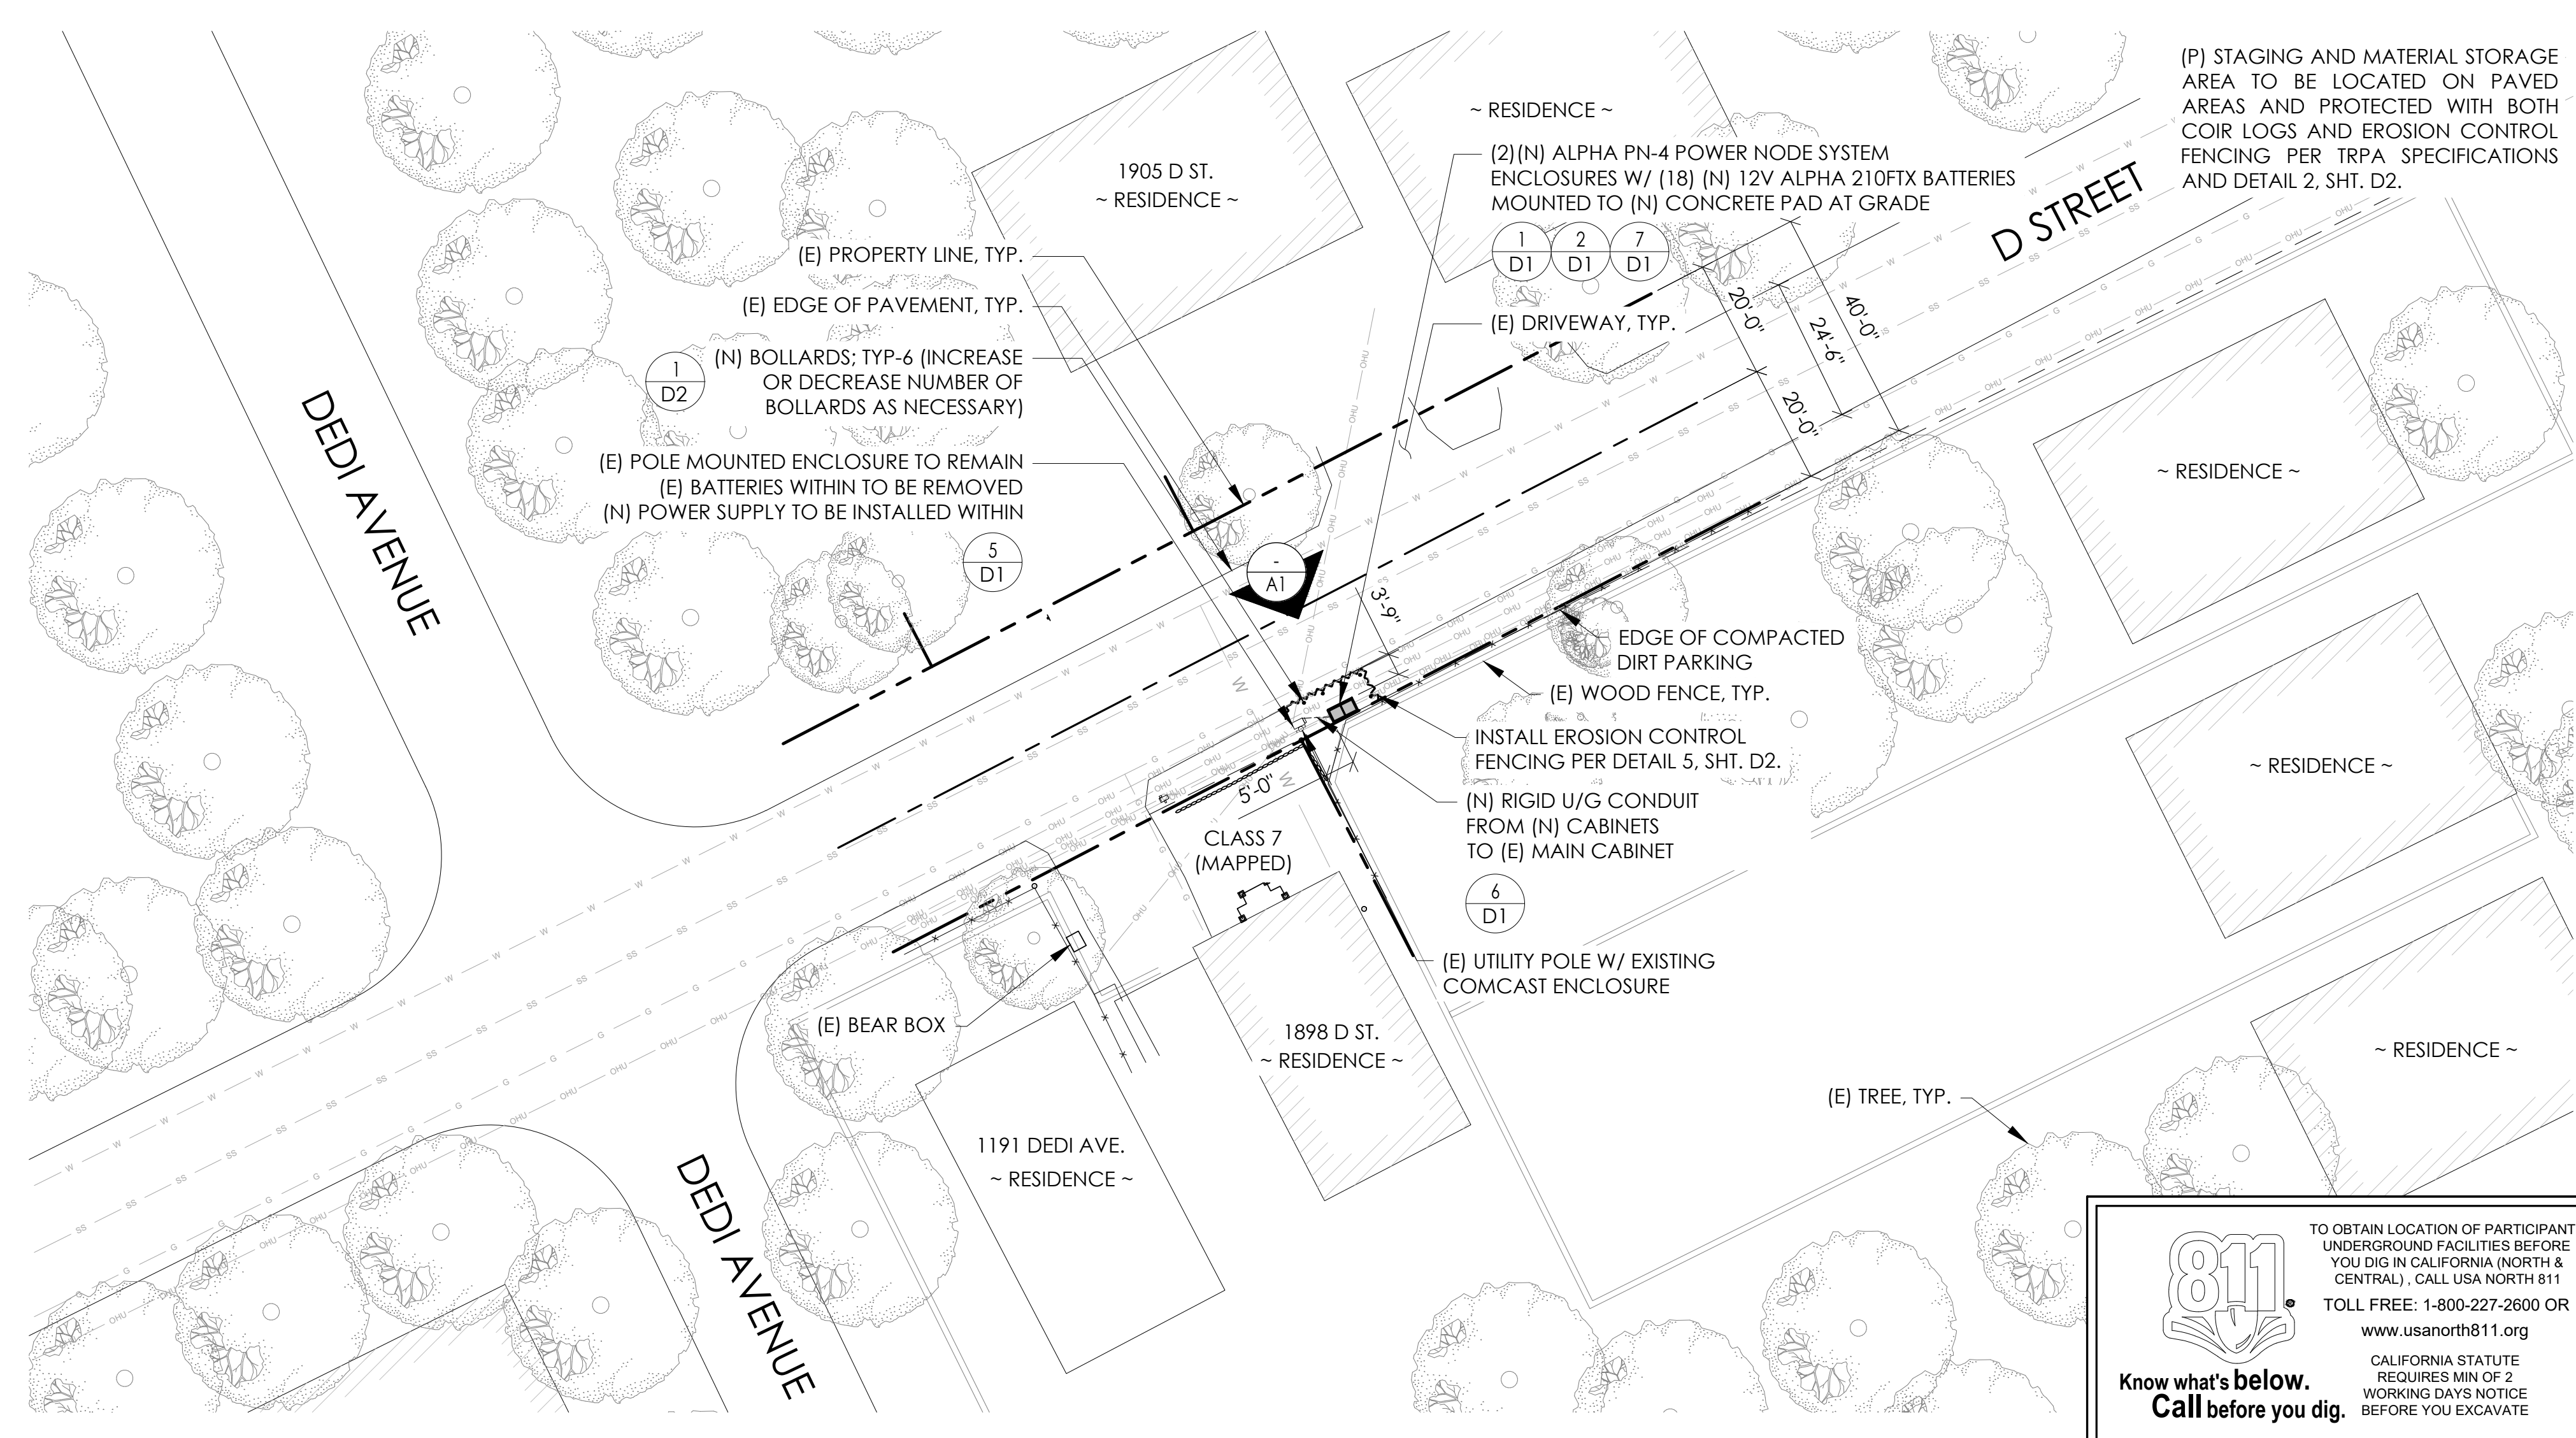 (P) STAGING AND MATERIAL STORAGE
AREA TO BE LOCATED ON PAVED
AREAS AND PROTECTED WITH BOTH
COIR LOGS AND EROSION CONTROL
FENCING PER TRPA SPECIFICATIONS
AND DETAIL 2, SHT. D2.
~ RESIDENCE ~
(2)(N) ALPHA PN-4 POWER NODE SYSTEM
ENCLOSURES W/ (18) (N) 12V ALPHA 210FTX BATTERIES
MOUNTED TO (N) CONCRETE PAD AT GRADE
1
D1
2
D1
7
D1
1905 D ST.
~ RESIDENCE ~
D STREET
(E) PROPERTY LINE, TYP.
(E) EDGE OF PAVEMENT, TYP.
(E) DRIVEWAY, TYP.
20'-0"
24'-6"
40'-0"
20'-0"
1
D2
(N) BOLLARDS; TYP-6 (INCREASE
OR DECREASE NUMBER OF
BOLLARDS AS NECESSARY)
DEDI AVENUE
(E) POLE MOUNTED ENCLOSURE TO REMAIN
(E) BATTERIES WITHIN TO BE REMOVED
(N) POWER SUPPLY TO BE INSTALLED WITHIN
5
D1
~ RESIDENCE ~
-
A1
3'-9"
EDGE OF COMPACTED
DIRT PARKING
(E) WOOD FENCE, TYP.
INSTALL EROSION CONTROL
FENCING PER DETAIL 5, SHT. D2.
~ RESIDENCE ~
5'-0"
(N) RIGID U/G CONDUIT
FROM (N) CABINETS
TO (E) MAIN CABINET
6
D1
CLASS 7
(MAPPED)
(E) UTILITY POLE W/ EXISTING
COMCAST ENCLOSURE
(E) BEAR BOX
1898 D ST.
~ RESIDENCE ~
~ RESIDENCE ~
(E) TREE, TYP.
1191 DEDI AVE.
~ RESIDENCE ~
DEDI AVENUE
811
Know what's below.
Call before you dig.
TO OBTAIN LOCATION OF PARTICIPANT
UNDERGROUND FACILITIES BEFORE
YOU DIG IN CALIFORNIA (NORTH &
CENTRAL) , CALL USA NORTH 811
TOLL FREE: 1-800-227-2600 OR
www.usanorth811.org
CALIFORNIA STATUTE
REQUIRES MIN OF 2
WORKING DAYS NOTICE
BEFORE YOU EXCAVATE